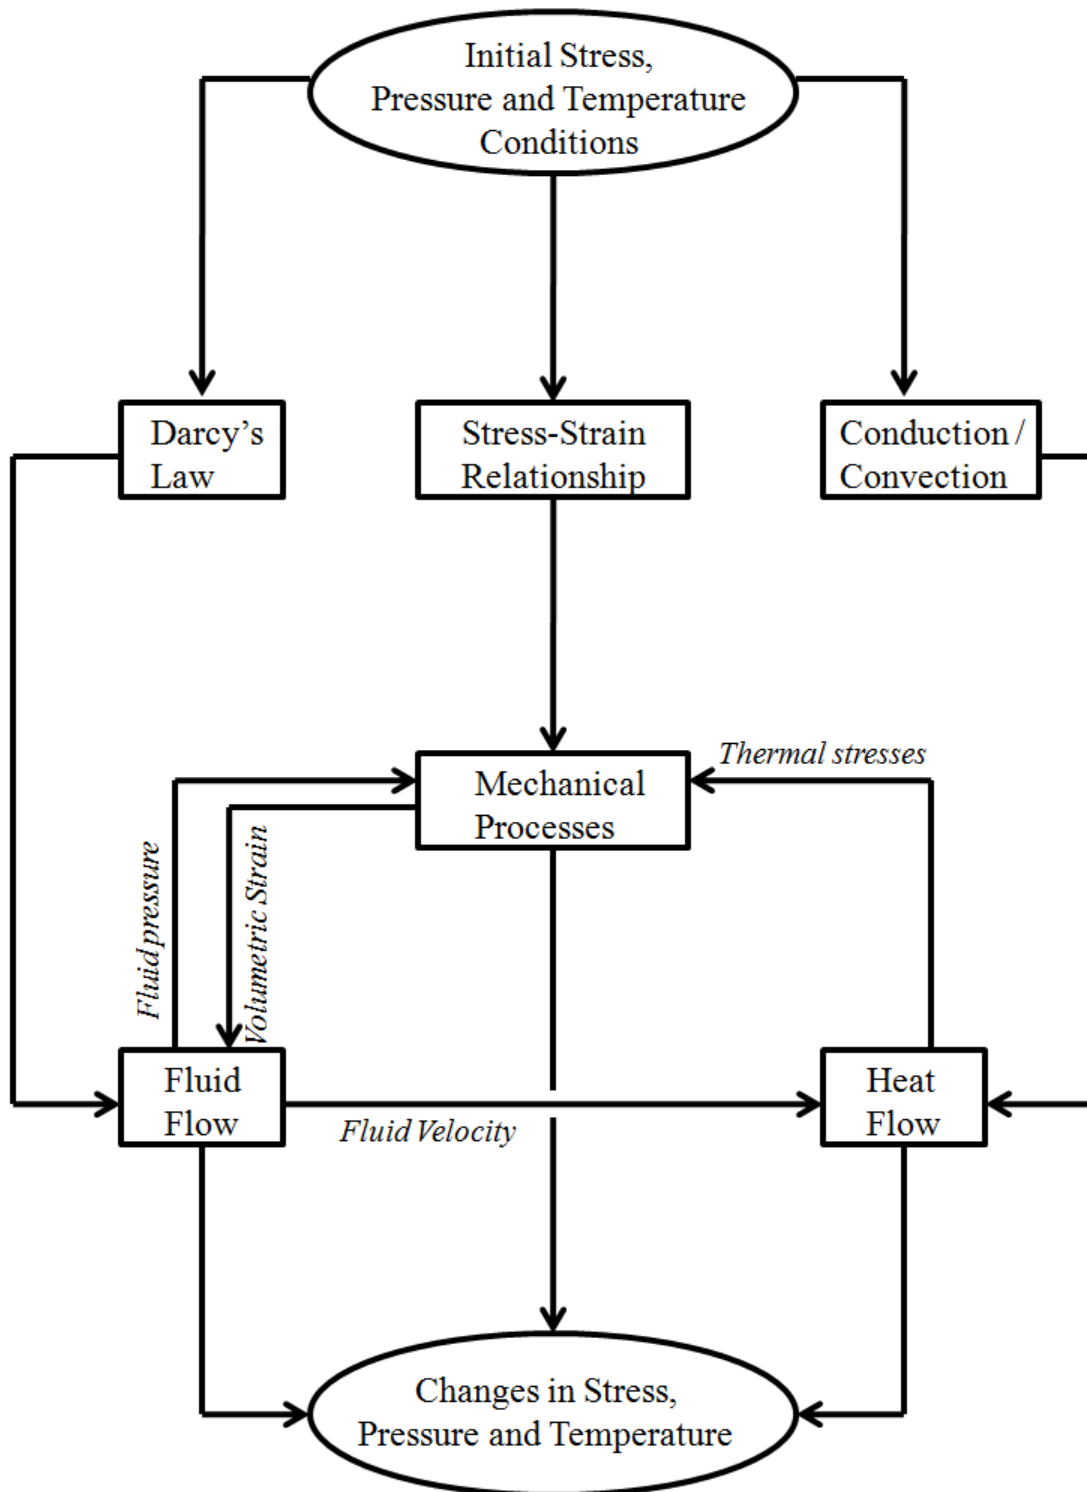 Initial Stress,
Pressure and Temperature
Conditions
Darcy’s
Law
Stress-Strain
Relationship
Conduction /
Convection
Thermal stresses
Mechanical
Processes
Fluid pressure
Volumetric Strain
Fluid
Flow
Fluid Velocity
Heat
Flow
Changes in Stress,
Pressure and Temperature